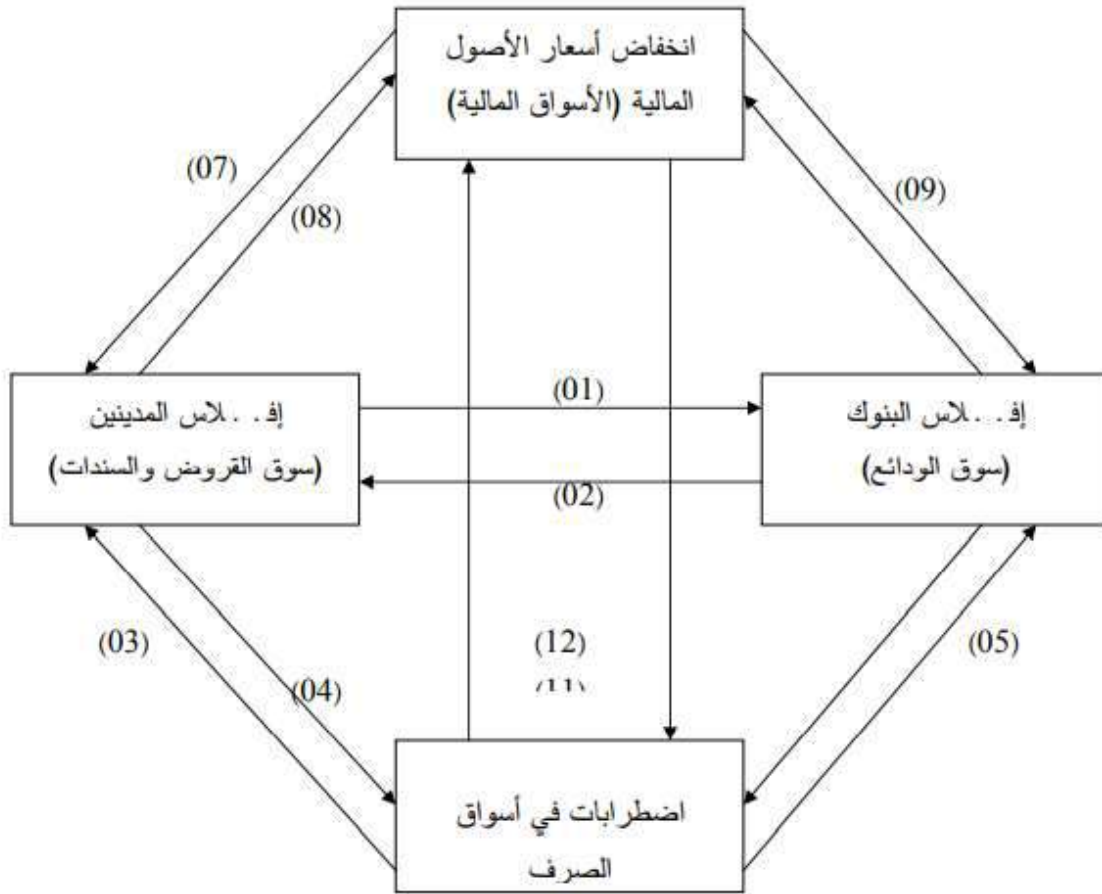 انخفاض أسعار الأصول
المالية (الأسواق المالية)
(07)
(08)
(09)
إفـ. . .لاس المدينين
(سوق القروض والسندات)
(01)
(02)
إفـ. . .لاس البنوك
(سوق الودائع)
(03)
(04)
(12)
(11)
(05)
اضطرابات في أسواق
الصرف